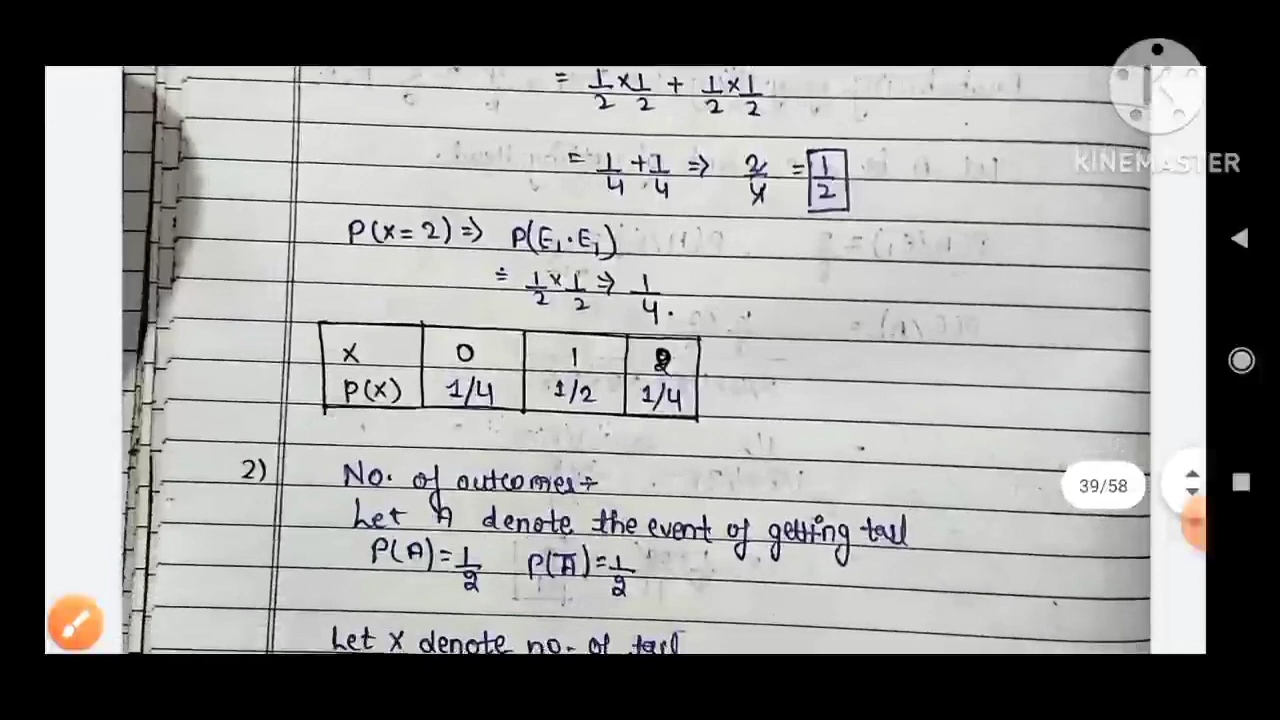 = 1/2 × 1/2 + 1/2 × 1/2
= 1/4 + 1/4 ⇒ 2/4 = 1/2
KINEMASTER
P(X=2) ⇒ P(E₁·E₁)
= 1/2 × 1/2 ⇒ 1/4.
X 0 1 2
P(X) 1/4 1/2 1/4
2) No. of outcomes÷
39/58
Let A denote the event of getting tail
P(A)=1/2 P(Ā)=1/2
Let X denote no. of tail